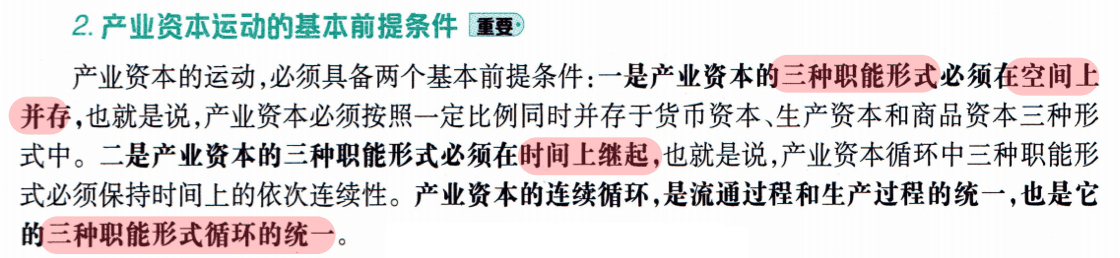 2. 产业资本运动的基本前提条件 重要
产业资本的运动,必须具备两个基本前提条件:一是产业资本的三种职能形式必须在空间上
并存,也就是说,产业资本必须按照一定比例同时并存于货币资本、生产资本和商品资本三种形
式中。二是产业资本的三种职能形式必须在时间上继起,也就是说,产业资本循环中三种职能形
式必须保持时间上的依次连续性。产业资本的连续循环,是流通过程和生产过程的统一,也是它
的三种职能形式循环的统一。